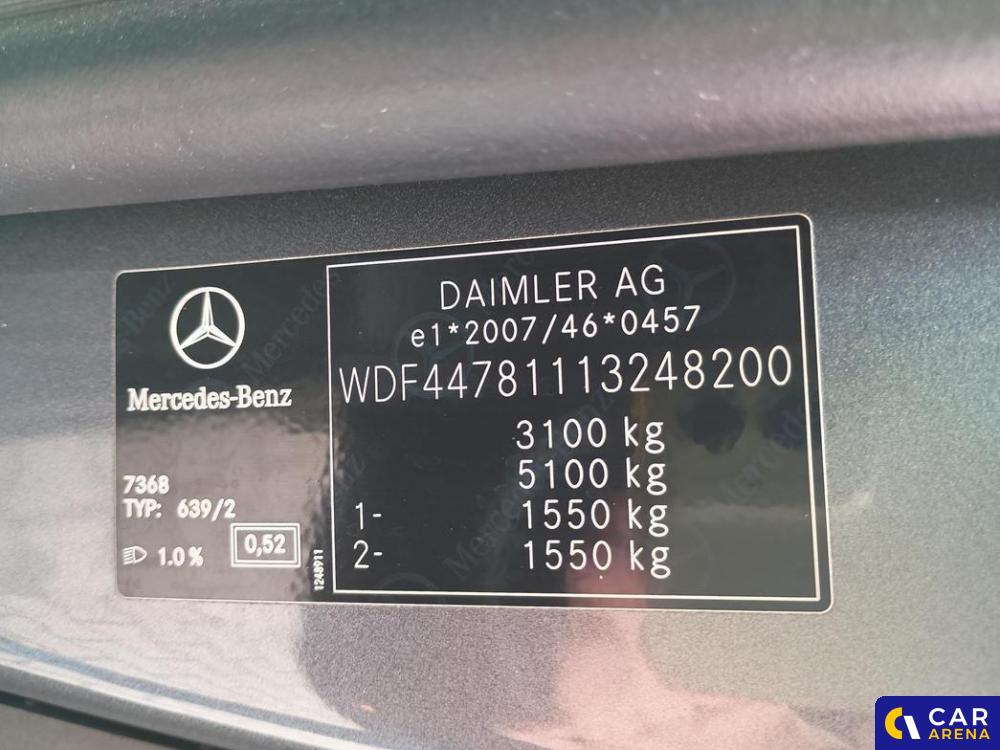 Mercedes-Benz
7368
TYP: 639/2
1.0 %
0,52
1248911
DAIMLER AG
e1*2007/46*0457
WDF44781113248200
3100 kg
5100 kg
1- 1550 kg
2- 1550 kg
CAR
ARENA